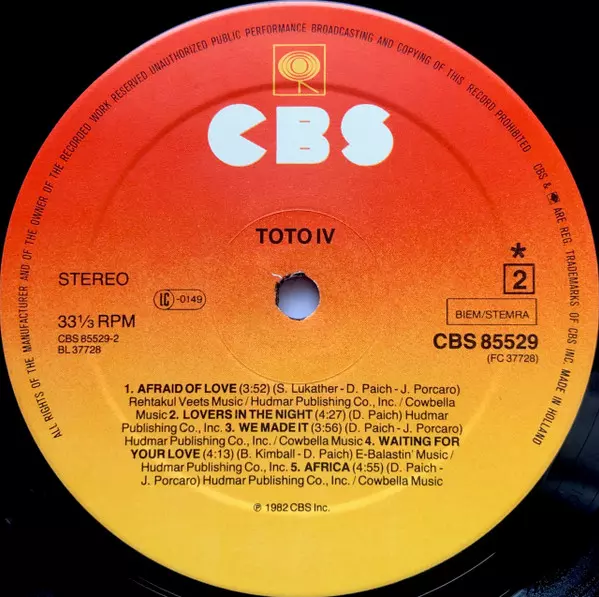 ALL RIGHTS OF THE MANUFACTURER AND OF THE OWNER OF THE RECORDED WORK RESERVED. UNAUTHORIZED PUBLIC PERFORMANCE BROADCASTING AND COPYING OF THIS RECORD PROHIBITED
CBS & ARE REG. TRADEMARKS OF CBS INC. MADE IN HOLLAND
CBS
TOTO IV
STEREO
LC -0149
*
2
33⅓ RPM
BIEM/STEMRA
CBS 85529-2
BL 37728
CBS 85529
(FC 37728)
1. AFRAID OF LOVE (3:52) (S. Lukather - D. Paich - J. Porcaro)
Rehtakul Veets Music / Hudmar Publishing Co., Inc. / Cowbella
Music 2. LOVERS IN THE NIGHT (4:27) (D. Paich) Hudmar
Publishing Co., Inc. 3. WE MADE IT (3:56) (D. Paich - J. Porcaro)
Hudmar Publishing Co., Inc. / Cowbella Music 4. WAITING FOR
YOUR LOVE (4:13) (B. Kimball - D. Paich) E-Balastin' Music /
Hudmar Publishing Co., Inc. 5. AFRICA (4:55) (D. Paich -
J. Porcaro) Hudmar Publishing Co., Inc. / Cowbella Music
℗ 1982 CBS Inc.